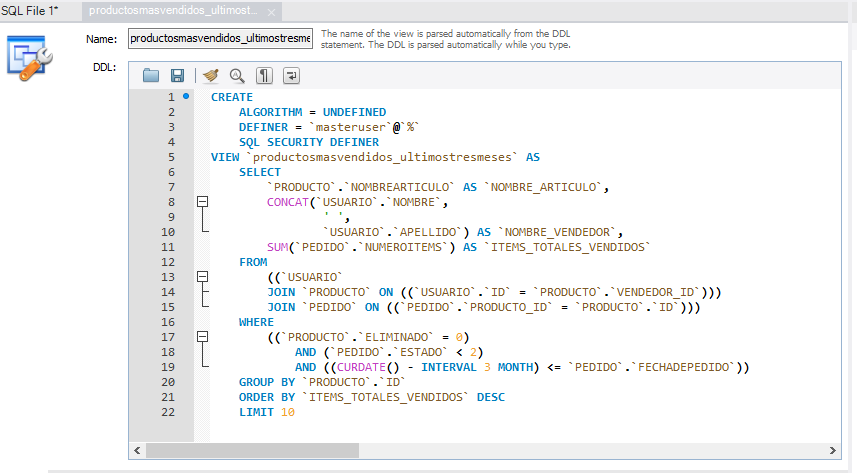 SQL File 1*
productosmasvendidos_ultimost...
Name:
productosmasvendidos_ultimostresme
The name of the view is parsed automatically from the DDL
statement. The DDL is parsed automatically while you type.
DDL:
1 CREATE
2 ALGORITHM = UNDEFINED
3 DEFINER = `masteruser`@`%`
4 SQL SECURITY DEFINER
5 VIEW `productosmasvendidos_ultimostresmeses` AS
6 SELECT
7 `PRODUCTO`.`NOMBREARTICULO` AS `NOMBRE_ARTICULO`,
8 CONCAT(`USUARIO`.`NOMBRE`,
9 ' ',
10 `USUARIO`.`APELLIDO`) AS `NOMBRE_VENDEDOR`,
11 SUM(`PEDIDO`.`NUMEROITEMS`) AS `ITEMS_TOTALES_VENDIDOS`
12 FROM
13 ((`USUARIO`
14 JOIN `PRODUCTO` ON ((`USUARIO`.`ID` = `PRODUCTO`.`VENDEDOR_ID`)))
15 JOIN `PEDIDO` ON ((`PEDIDO`.`PRODUCTO_ID` = `PRODUCTO`.`ID`)))
16 WHERE
17 ((`PRODUCTO`.`ELIMINADO` = 0)
18 AND (`PEDIDO`.`ESTADO` < 2)
19 AND ((CURDATE() - INTERVAL 3 MONTH) <= `PEDIDO`.`FECHADEPEDIDO`))
20 GROUP BY `PRODUCTO`.`ID`
21 ORDER BY `ITEMS_TOTALES_VENDIDOS` DESC
22 LIMIT 10